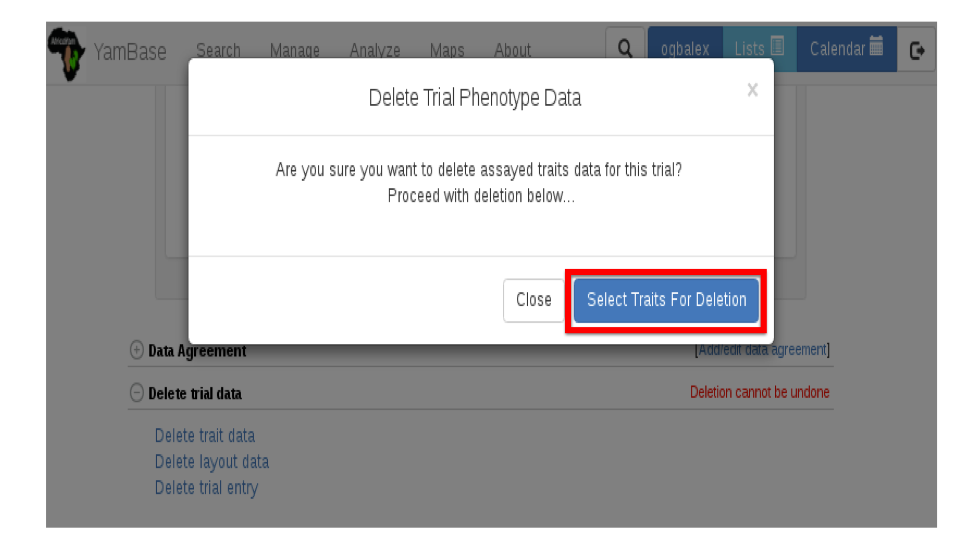 AfricaYam
YamBase Search Manage Analyze Maps About ogbalex Lists Calendar
Delete Trial Phenotype Data X
Are you sure you want to delete assayed traits data for this trial?
Proceed with deletion below...
Close Select Traits For Deletion
Data Agreement [Add/edit data agreement]
Delete trial data Deletion cannot be undone
Delete trait data
Delete layout data
Delete trial entry